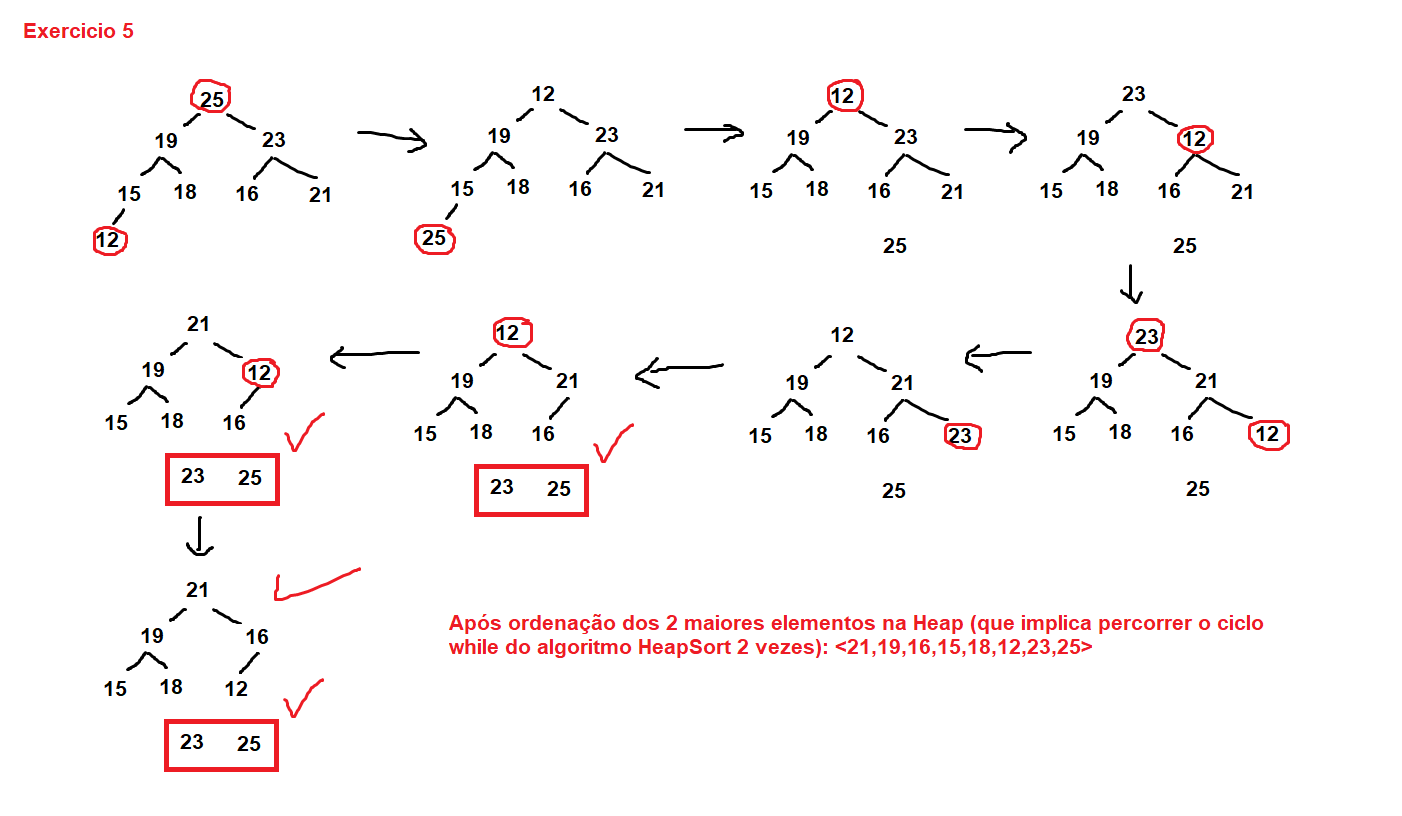 Exercicio 5
25
19 23
15 18 16 21
12
12
19 23
15 18 16 21
25
12
19 23
15 18 16 21
25
23
19 12
15 18 16 21
25
23
19 21
15 18 16 12
25
12
19 21
15 18 16 23
25
12
19 21
15 18 16
23 25
21
19 12
15 18 16
23 25
21
19 16
15 18 12
23 25
Após ordenação dos 2 maiores elementos na Heap (que implica percorrer o ciclo
while do algoritmo HeapSort 2 vezes): <21,19,16,15,18,12,23,25>